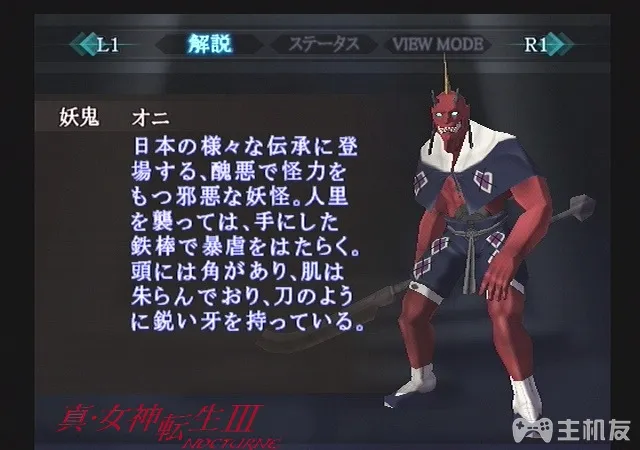 L1 解説 ステータス VIEW MODE R1
妖鬼 オニ
日本の様々な伝承に登
場する、醜悪で怪力を
もつ邪悪な妖怪。人里
を襲っては、手にした
鉄棒で暴虐をはたらく。
頭には角があり、肌は
朱らんでおり、刀のよう
に鋭い牙を持っている。
真・女神転生III
NOCTURNE
主机友